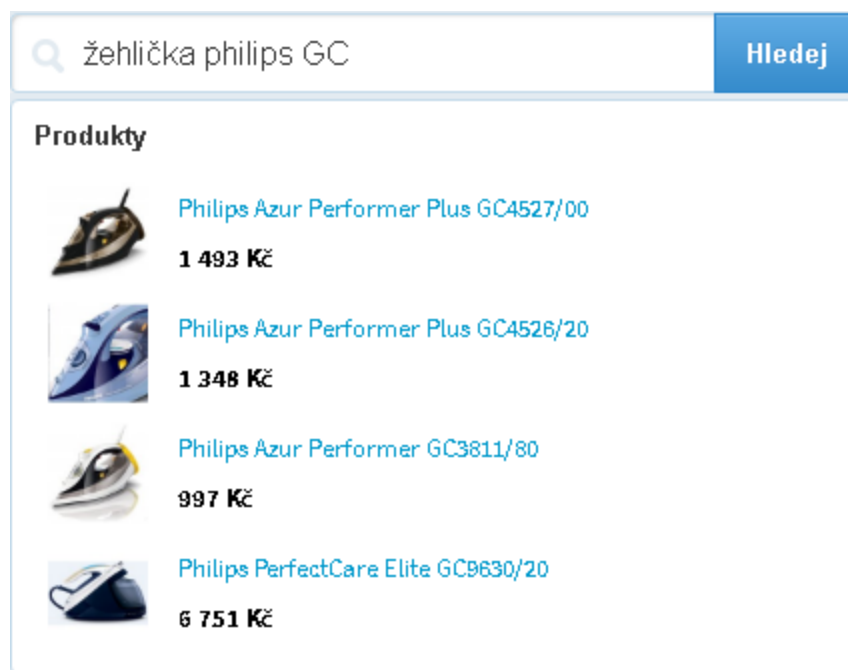 žehlička philips GC
Hledej
Produkty
Philips Azur Performer Plus GC4527/00
1 493 Kč
Philips Azur Performer Plus GC4526/20
1 348 Kč
Philips Azur Performer GC3811/80
997 Kč
Philips PerfectCare Elite GC9630/20
6 751 Kč